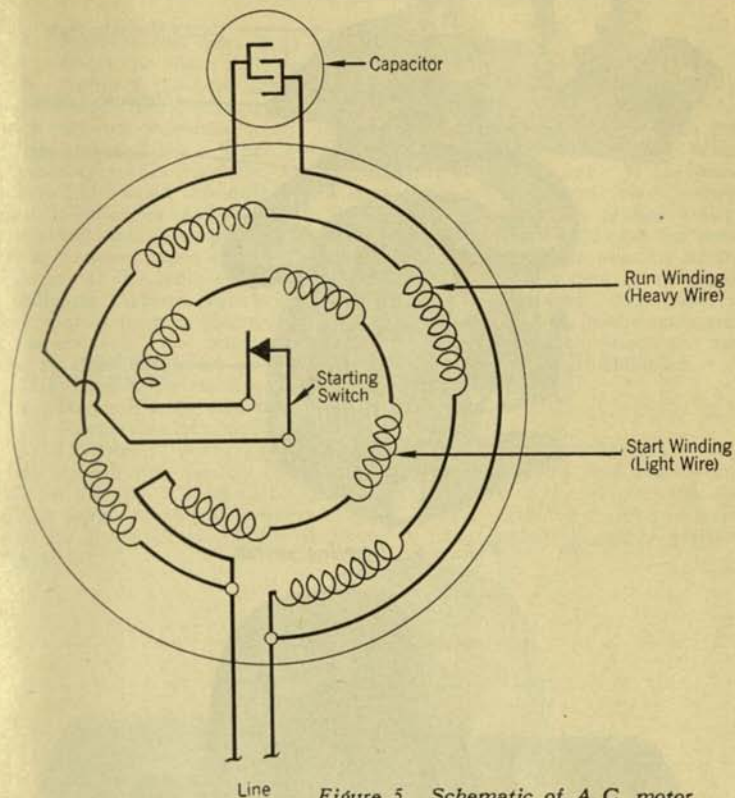 Capacitor
Run Winding
(Heavy Wire)
Starting
Switch
Start Winding
(Light Wire)
Line
Figure 5. Schematic of A.C. motor